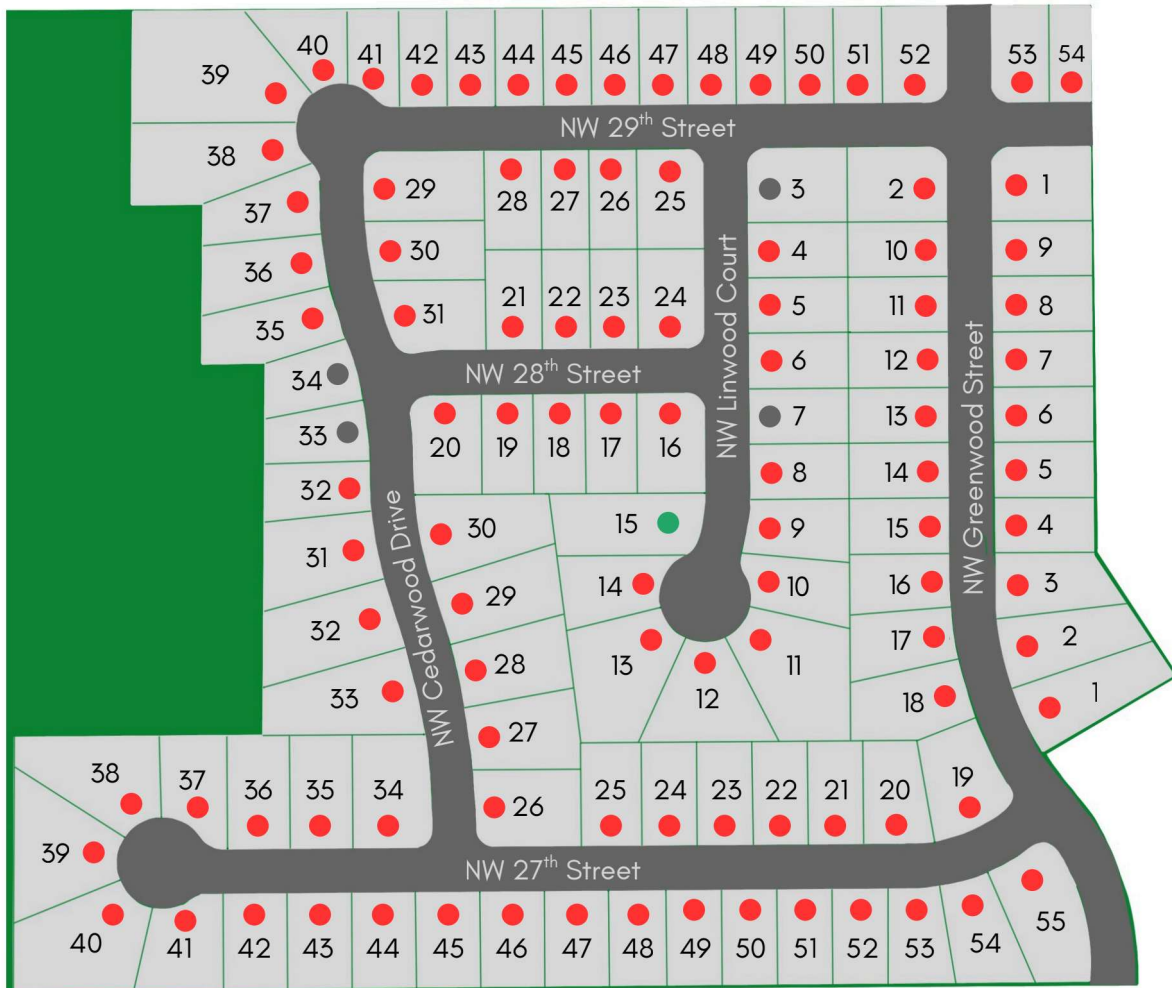 40 41 42 43 44 45 46 47 48 49 50 51 52 53 54
39
NW 29th Street
38
29 28 27 26 25 3 2 1
37
30 4 10 9
36
31 21 22 23 24 5 11 8
35
NW 28th Street
6 12 7
34
NW Linwood Court
NW Greenwood Street
33
20 19 18 17 16 7 13 6
32
8 14 5
30 15 9 15 4
31
NW Cedarwood Drive
29 14 10 16 3
32
28 13 12 11 17 2
33
27 18 1
38 37 36 35 34 26 25 24 23 22 21 20 19
39
NW 27th Street
40 41 42 43 44 45 46 47 48 49 50 51 52 53 54 55